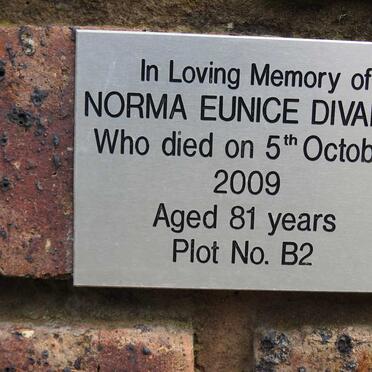 In Loving Memory of
NORMA EUNICE
Who died on 5th
2009
Aged 81 years
Plot No. B2